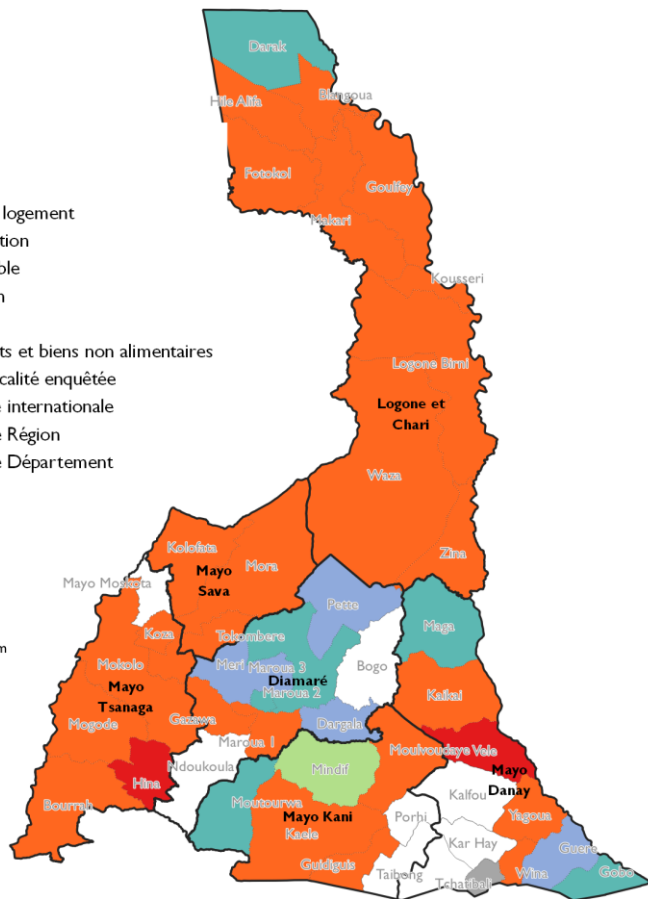 Darak
Blangoua
Hile Alifa
Fotokol
Goulfey
Makari
logement
tion
ble
n
ts et biens non alimentaires
calité enquêtée
e internationale
e Région
e Département
Kousseri
Logone Birni
Logone et
Chari
Waza
Zina
Kolofata
Mora
Mayo
Sava
Mayo Moskota
Koza
Tokombere
Pette
Maga
m
Mokolo
Meri
Maroua 3
Bogo
Mayo
Tsanaga
Diamaré
Maroua 2
Kaikai
Mogode
Gazawa
Dargala
Maroua 1
Moulvoudaye
Vele
Ndoukoula
Mindif
Mayo
Danay
Hina
Kalfou
Bourrah
Moutourwa
Mayo Kani
Porhi
Yagoua
Kaele
Kar Hay
Guere
Guidiguis
Taibong
Tchatibali
Wina
Gobo